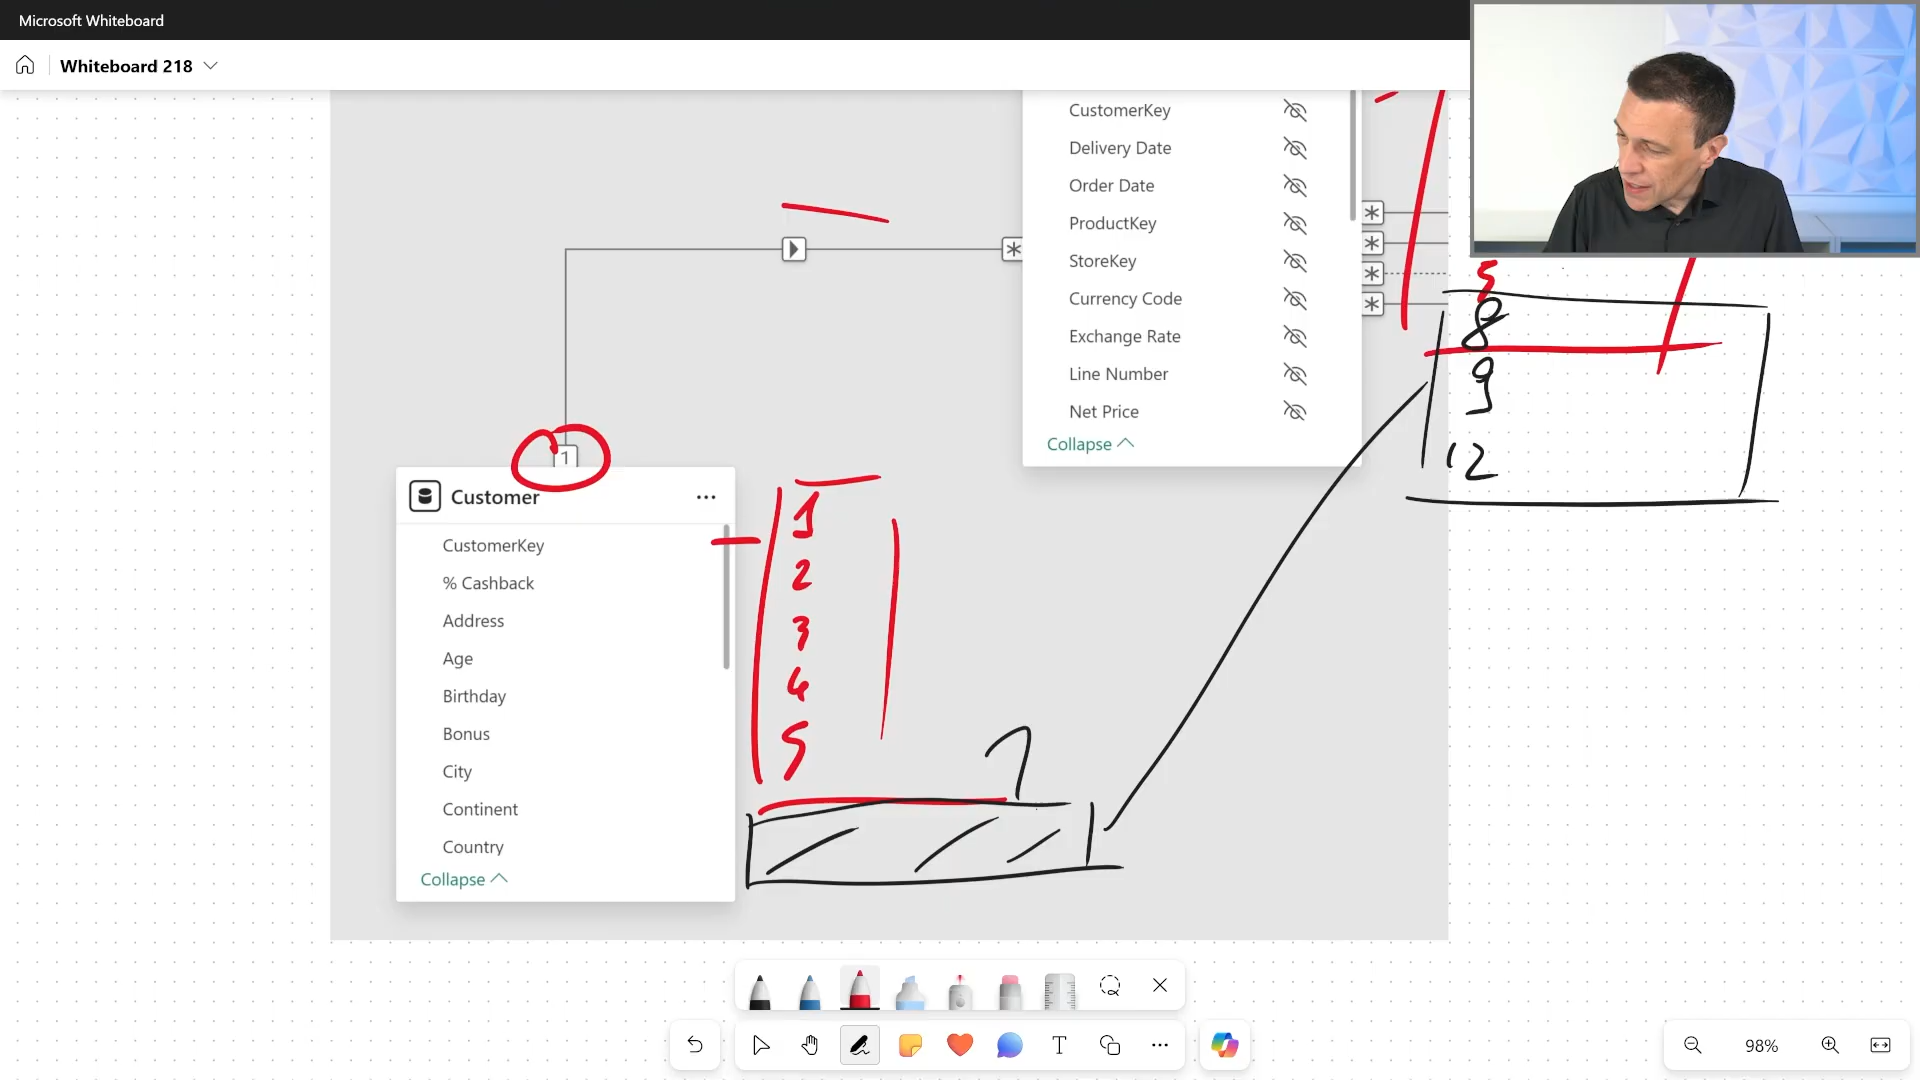 Microsoft Whiteboard
Whiteboard 218
CustomerKey
Delivery Date
Order Date
ProductKey
StoreKey
Currency Code
Exchange Rate
Line Number
Net Price
Collapse
*
*
*
*
*
5
8
9
12
1
Customer
...
CustomerKey
% Cashback
Address
Age
Birthday
Bonus
City
Continent
Country
Collapse
1
2
3
4
5
T
98%